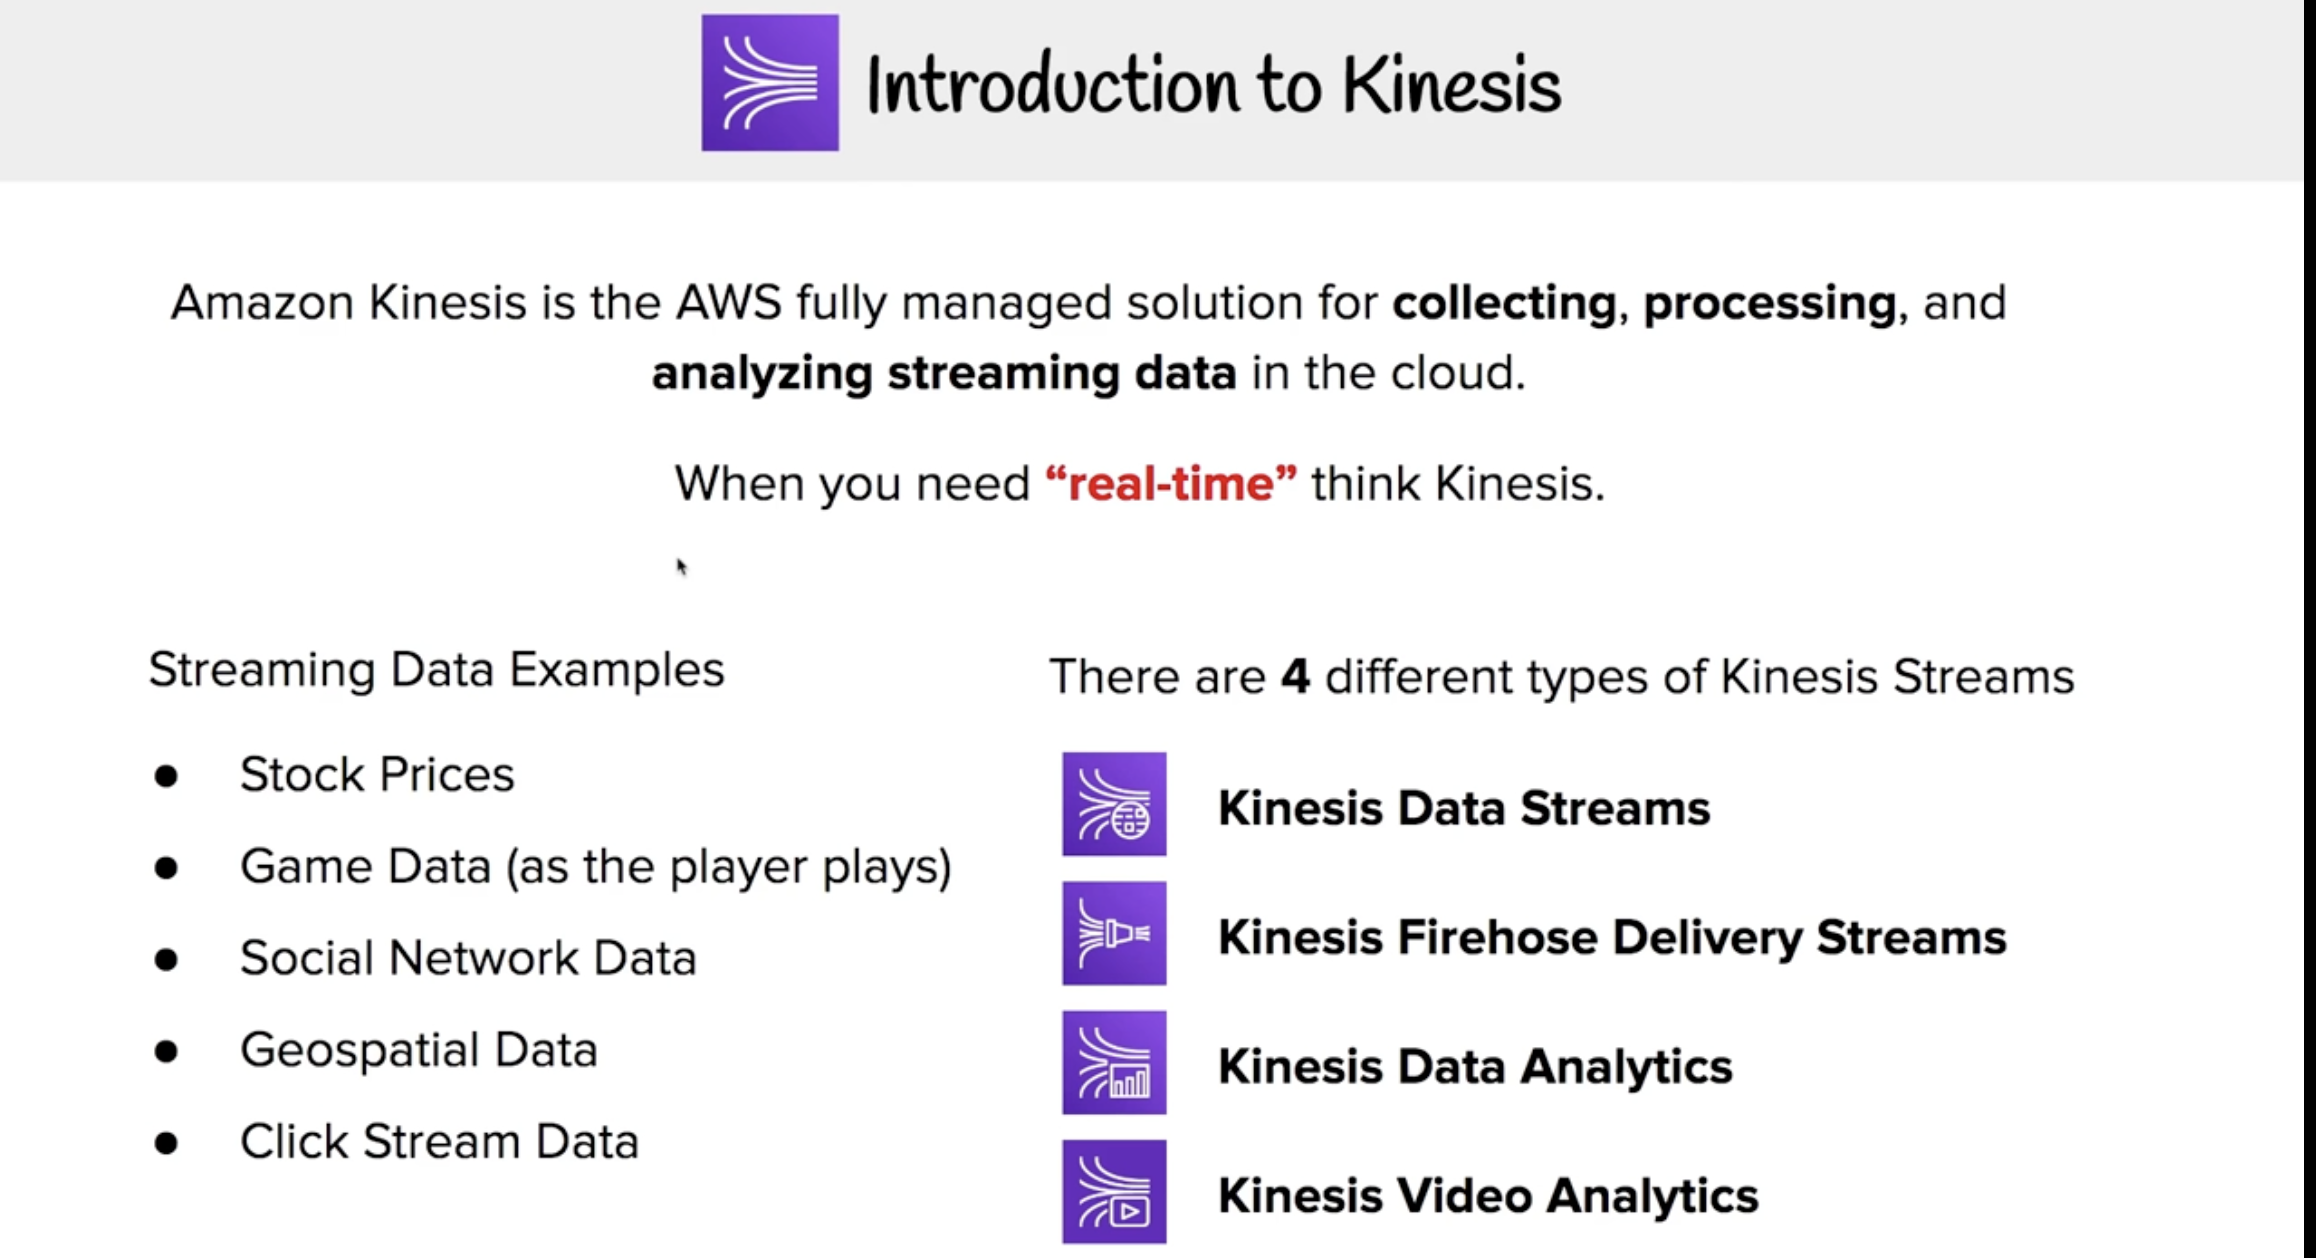 Introduction to Kinesis
Amazon Kinesis is the AWS fully managed solution for collecting, processing, and
analyzing streaming data in the cloud.
When you need “real-time” think Kinesis.
Streaming Data Examples
● Stock Prices
● Game Data (as the player plays)
● Social Network Data
● Geospatial Data
● Click Stream Data
There are 4 different types of Kinesis Streams
Kinesis Data Streams
Kinesis Firehose Delivery Streams
Kinesis Data Analytics
Kinesis Video Analytics